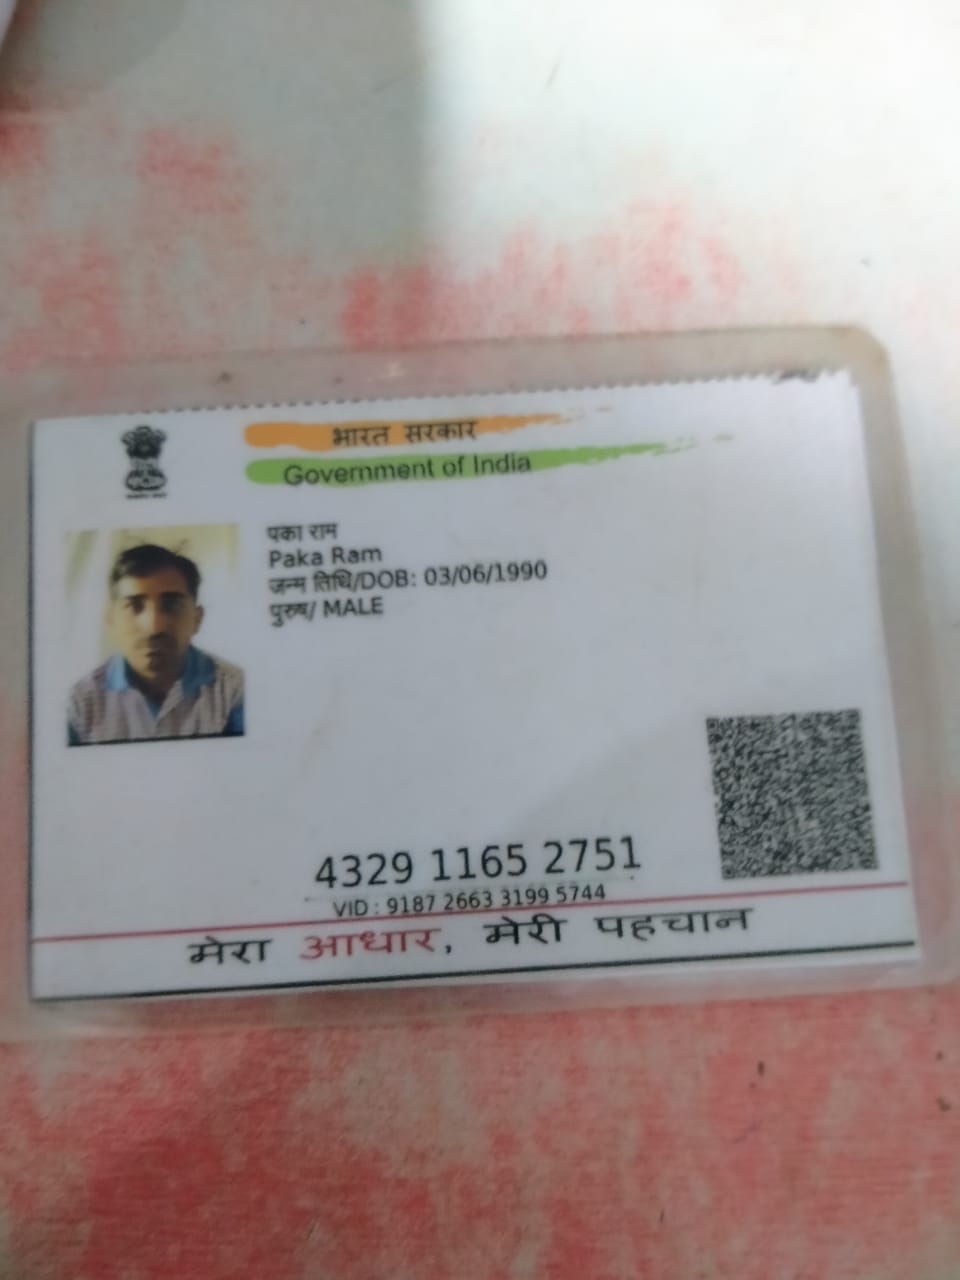 भारत सरकार
Government of India
पका राम
Paka Ram
जन्म तिथि/DOB: 03/06/1990
पुरुष/ MALE
4329 1165 2751
VID : 9187 2663 3199 5744
मेरा आधार, मेरी पहचान